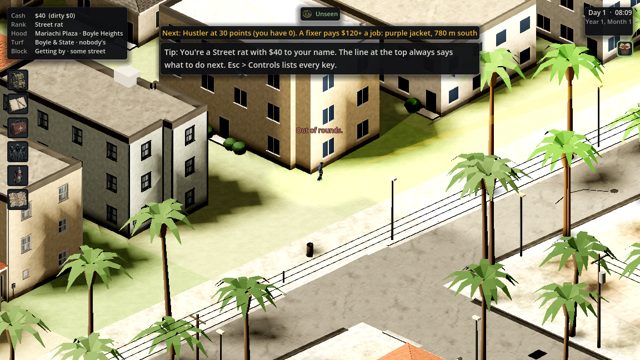 Cash $40 (dirty $0)
Rank Street rat
Hood Mariachi Plaza · Boyle Heights
Turf Boyle & State · nobody's
Block Getting by · some street
Unseen
Day 1 · 08:09
Year 1, Month 1
Next: Hustler at 30 points (you have 0). A fixer pays $120+ a job: purple jacket, 780 m south
Tip: You're a Street rat with $40 to your name. The line at the top always says
what to do next. Esc > Controls lists every key.
Out of rounds.